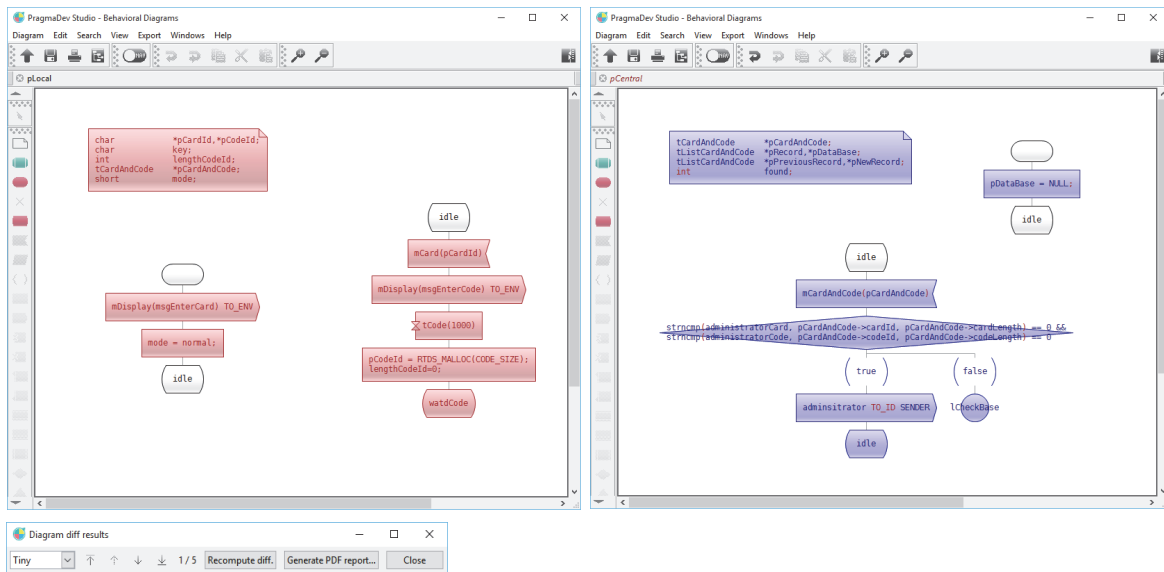 PragmaDev Studio - Behavioral Diagrams
Diagram Edit Search View Export Windows Help
pLocal
char *pCardId,*pCodeId;
char key;
int lengthCodeId;
tCardAndCode *pCardAndCode;
short mode;
mDisplay(msgEnterCard) TO_ENV
mode = normal;
idle
idle
mCard(pCardId)
mDisplay(msgEnterCode) TO_ENV
tCode(1000)
pCodeId = RTDS_MALLOC(CODE_SIZE);
lengthCodeId=0;
watdCode
PragmaDev Studio - Behavioral Diagrams
Diagram Edit Search View Export Windows Help
pCentral
tCardAndCode *pCardAndCode;
tListCardAndCode *pRecord,*pDataBase;
tListCardAndCode *pPreviousRecord,*pNewRecord;
int found;
pDataBase = NULL;
idle
idle
mCardAndCode(pCardAndCode)
strncmp(administratorCard, pCardAndCode->cardId, pCardAndCode->cardLength) == 0 &&
strncmp(administratorCode, pCardAndCode->codeId, pCardAndCode->codeLength) == 0
true
false
adminsitrator TO_ID SENDER
lCheckBase
idle
Diagram diff results
Tiny 1/5 Recompute diff. Generate PDF report... Close